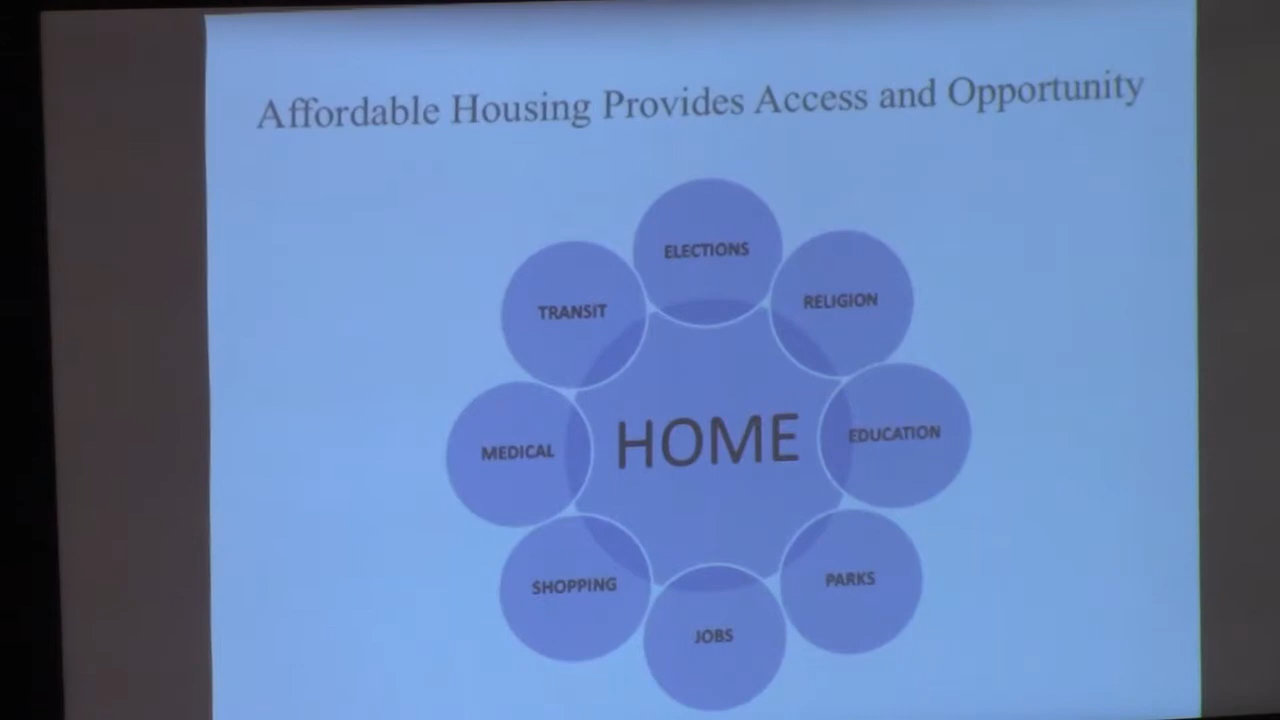 Affordable Housing Provides Access and Opportunity
ELECTIONS
RELIGION
TRANSIT
HOME
EDUCATION
MEDICAL
PARKS
SHOPPING
JOBS